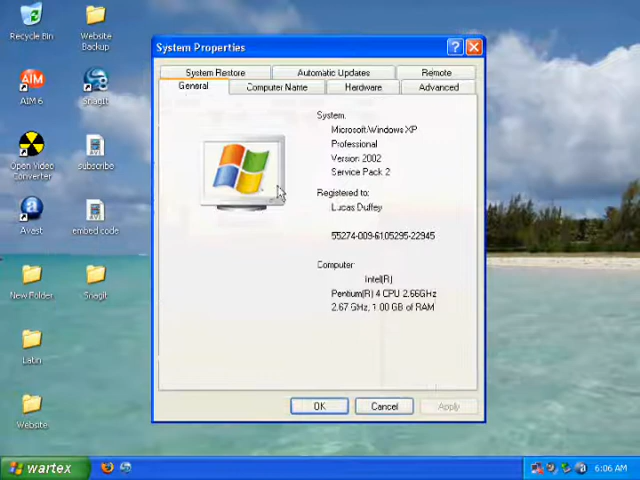 Recycle Bin
Website
Backup
AIM 6
SnagIt
Open Video
Converter
subscribe
Avast
embed code
New Folder
Snagit
Latin
Website
System Properties
System Restore
Automatic Updates
Remote
General
Computer Name
Hardware
Advanced
System:
Microsoft Windows XP
Professional
Version 2002
Service Pack 2
Registered to:
Lucas Duffey
55274-009-6105295-22945
Computer:
Intel(R)
Pentium(R) 4 CPU 2.66GHz
2.67 GHz, 1.00 GB of RAM
OK
Cancel
Apply
wartex
6:06 AM